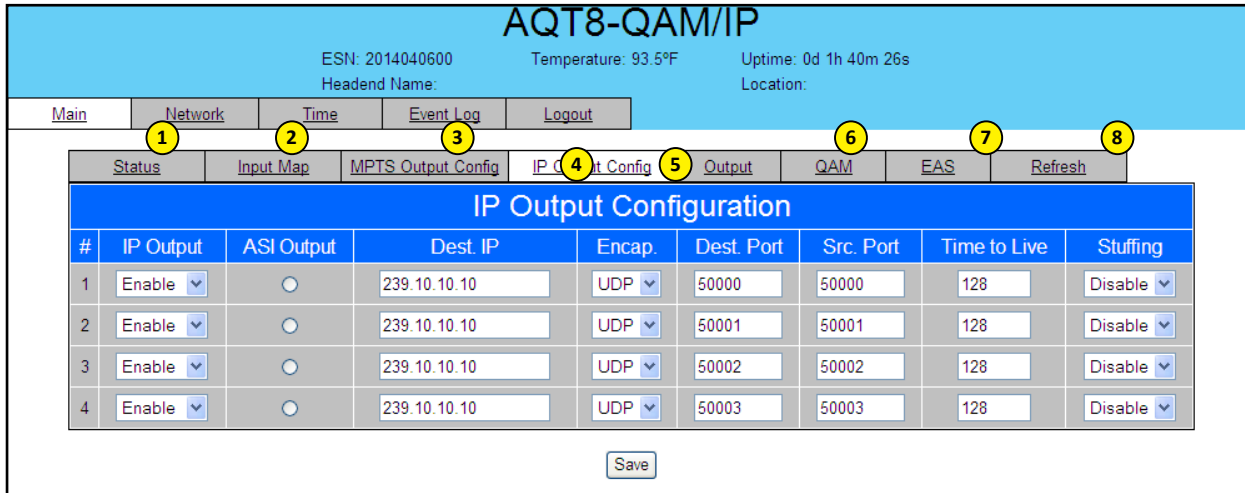 AQT8-QAM/IP
ESN: 2014040600 Temperature: 93.5ºF Uptime: 0d 1h 40m 26s
Headend Name: Location:
Main Network Time Event Log Logout
1 2 3 4 5 6 7 8
Status Input Map MPTS Output Config IP Output Config Output QAM EAS Refresh
IP Output Configuration
# IP Output ASI Output Dest. IP Encap. Dest. Port Src. Port Time to Live Stuffing
1 Enable 239.10.10.10 UDP 50000 50000 128 Disable
2 Enable 239.10.10.10 UDP 50001 50001 128 Disable
3 Enable 239.10.10.10 UDP 50002 50002 128 Disable
4 Enable 239.10.10.10 UDP 50003 50003 128 Disable
Save